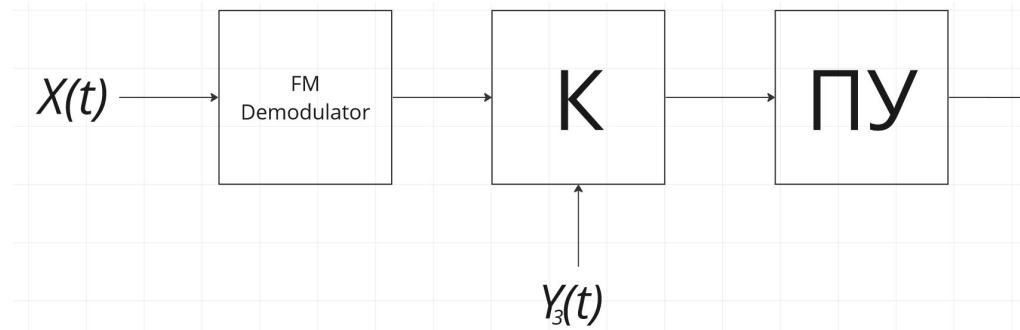 X(t)
FM
Demodulator
К
ПУ
Y₃(t)